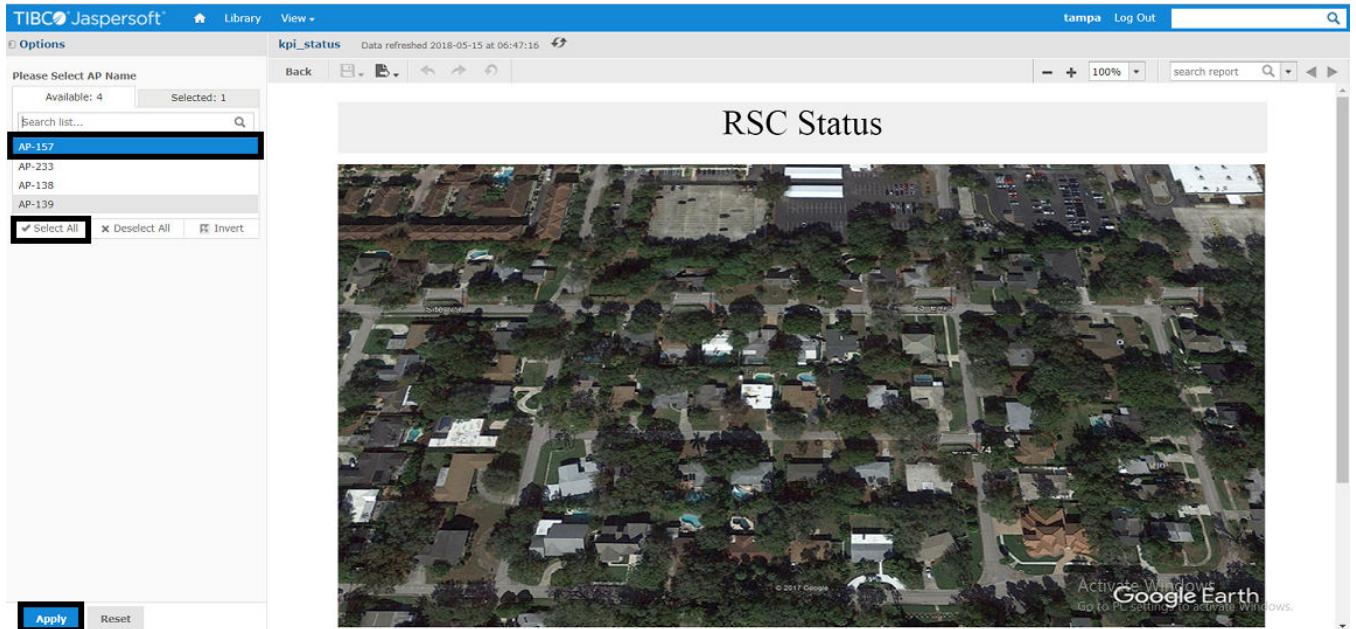 TIBCO Jaspersoft Library View tampa Log Out
Options kpi_status Data refreshed 2018-05-15 at 06:47:16
Please Select AP Name Back 100% search report
Available: 4 Selected: 1
Search list...
RSC Status
AP-157
AP-233
AP-138
AP-139
Select All Deselect All Invert
© 2017 Google
Activate Windows
Google Earth
Go to PC settings to activate Windows.
Apply Reset